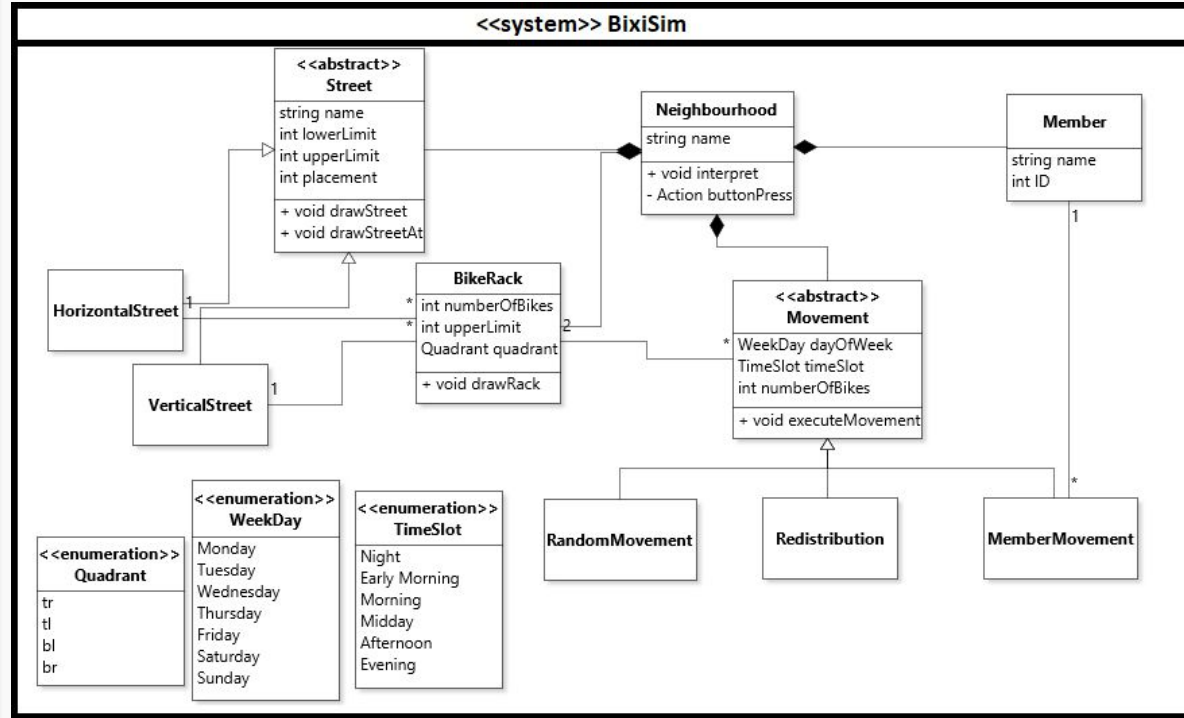 <<system>> BixiSim
<<abstract>>
Street
string name
int lowerLimit
int upperLimit
int placement
+ void drawStreet
+ void drawStreetAt
Neighbourhood
string name
+ void interpret
- Action buttonPress
Member
string name
int ID
1
HorizontalStreet
1
VerticalStreet
1
BikeRack
* int numberOfBikes
* int upperLimit
Quadrant quadrant
+ void drawRack
2
<<abstract>>
Movement
* WeekDay dayOfWeek
TimeSlot timeSlot
int numberOfBikes
+ void executeMovement
*
RandomMovement
Redistribution
MemberMovement
<<enumeration>>
Quadrant
tr
tl
bl
br
<<enumeration>>
WeekDay
Monday
Tuesday
Wednesday
Thursday
Friday
Saturday
Sunday
<<enumeration>>
TimeSlot
Night
Early Morning
Morning
Midday
Afternoon
Evening